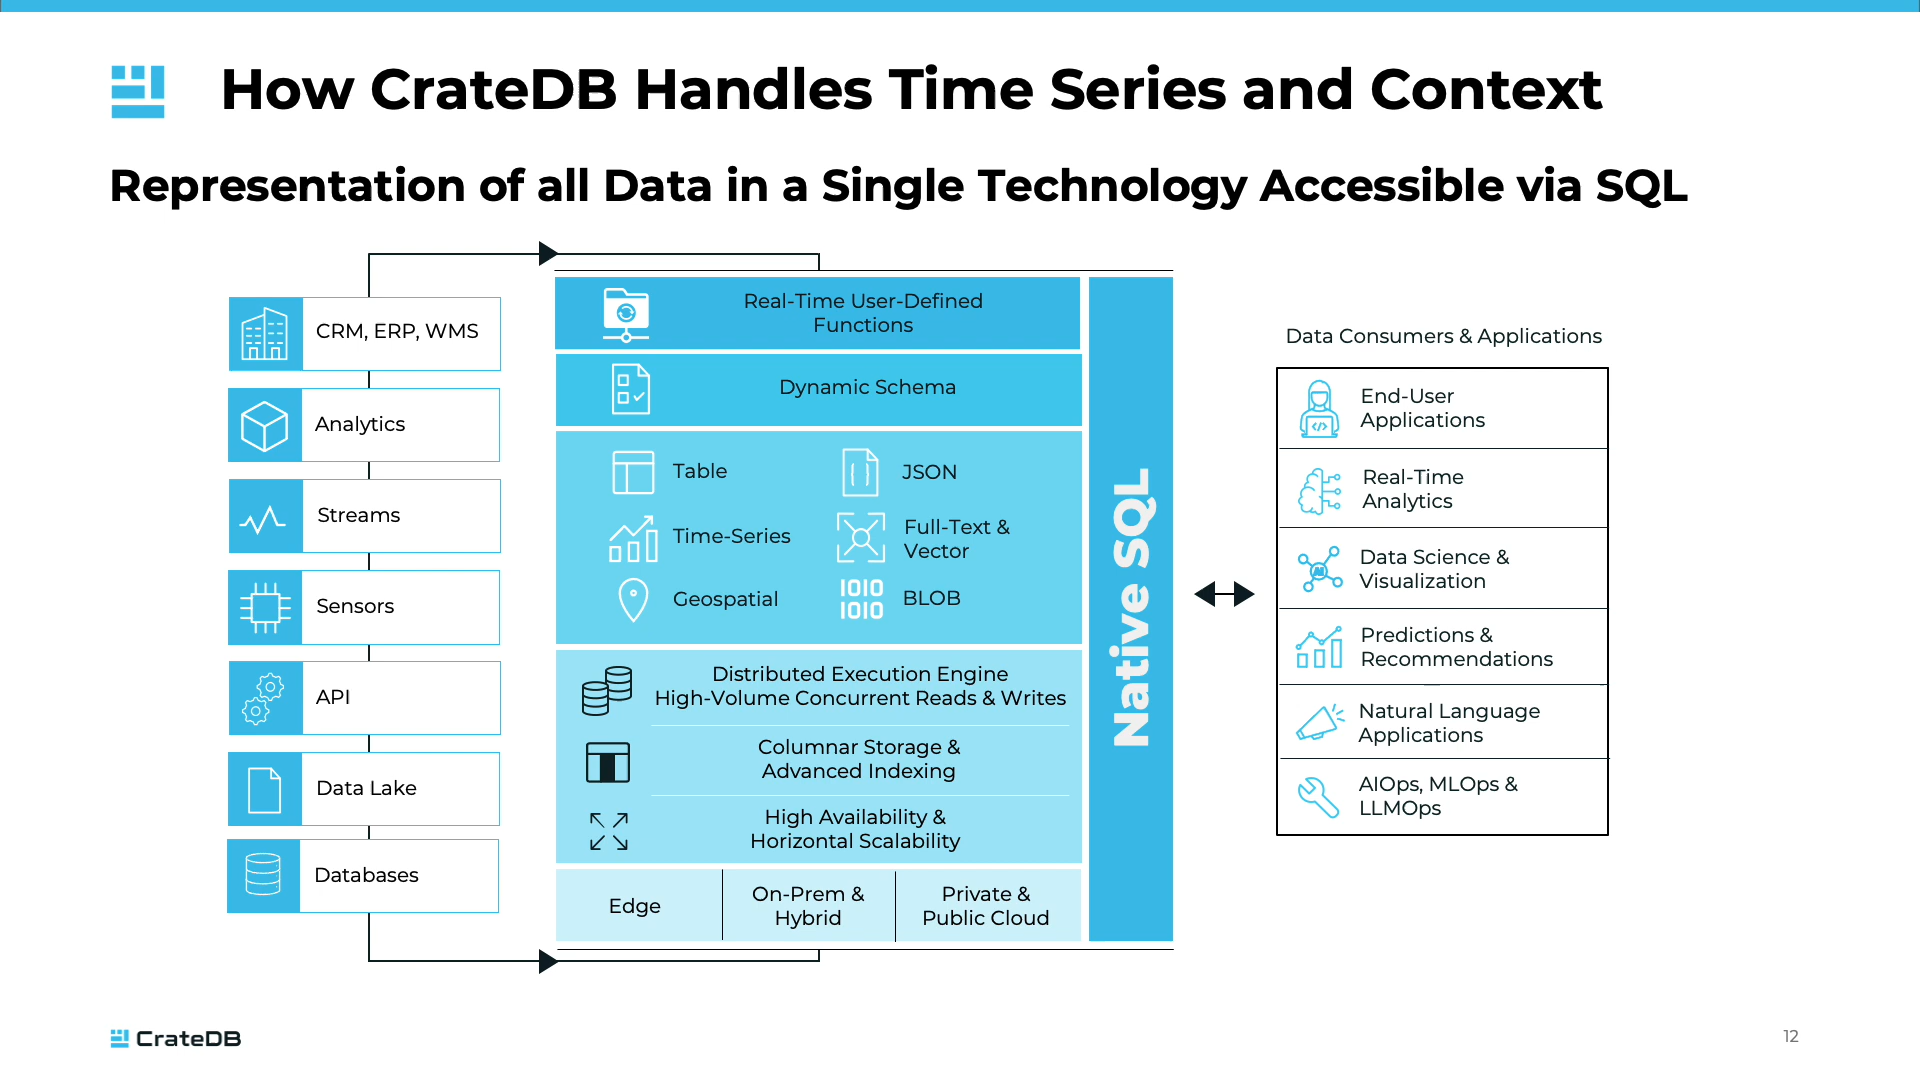 How CrateDB Handles Time Series and Context
Representation of all Data in a Single Technology Accessible via SQL
CRM, ERP, WMS
Analytics
Streams
Sensors
API
Data Lake
Databases
Real-Time User-Defined
Functions
Dynamic Schema
Table
JSON
Time-Series
Full-Text &
Vector
Geospatial
1010
1010
BLOB
Distributed Execution Engine
High-Volume Concurrent Reads & Writes
Columnar Storage &
Advanced Indexing
High Availability &
Horizontal Scalability
Edge
On-Prem &
Hybrid
Private &
Public Cloud
Native SQL
Data Consumers & Applications
End-User
Applications
Real-Time
Analytics
AI
Data Science &
Visualization
Predictions &
Recommendations
Natural Language
Applications
AIOps, MLOps &
LLMOps
CrateDB
12